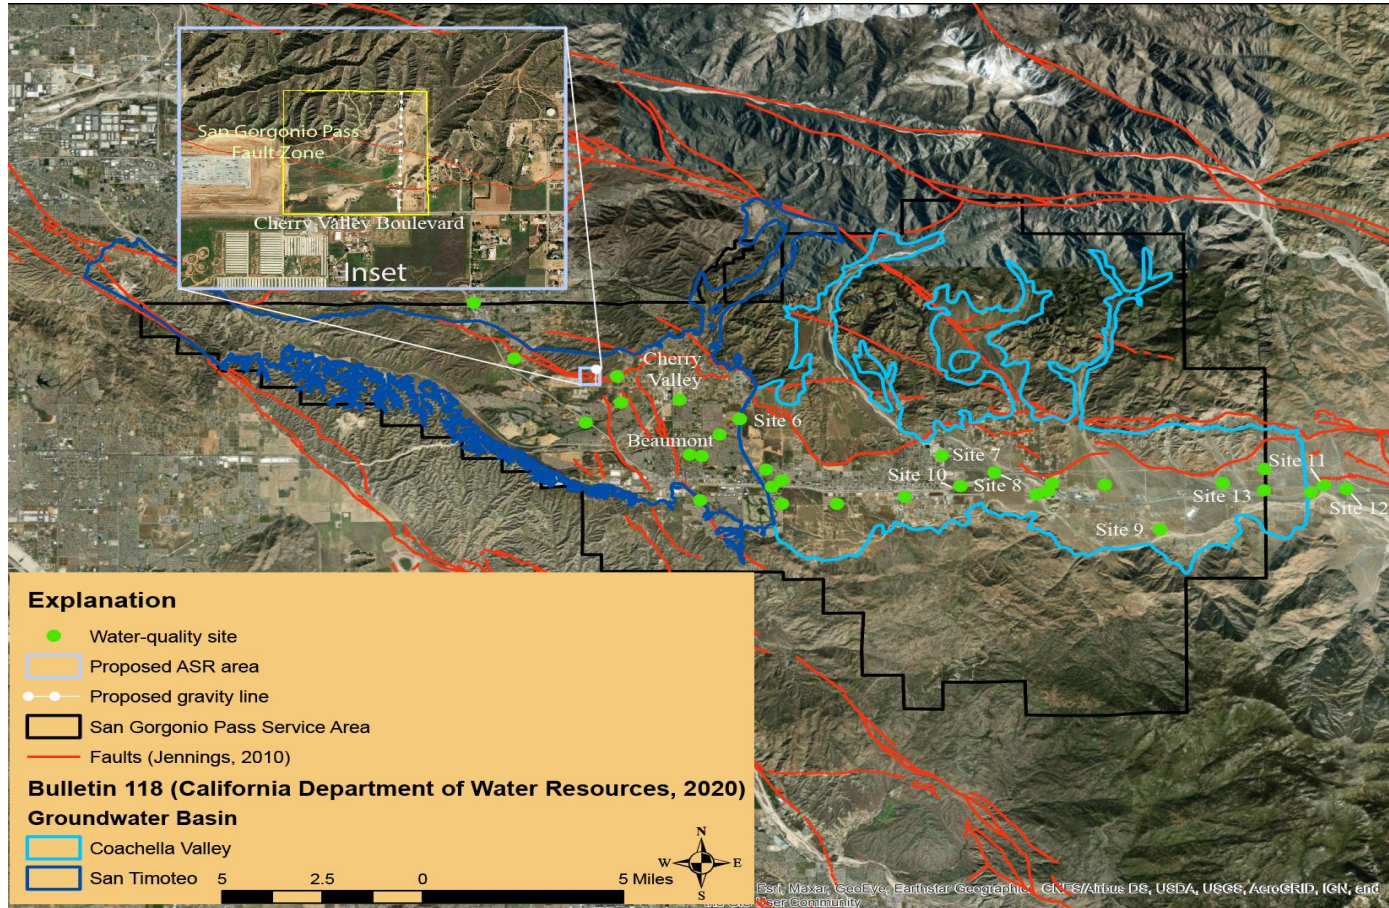 San Gorgonio Pass
Fault Zone
Cherry Valley Boulevard
Inset
Cherry
Valley
Beaumont
Site 6
Site 7
Site 10
Site 8
Site 11
Site 13
Site 12
Site 9
Explanation
Water-quality site
Proposed ASR area
Proposed gravity line
San Gorgonio Pass Service Area
Faults (Jennings, 2010)
Bulletin 118 (California Department of Water Resources, 2020)
Groundwater Basin
Coachella Valley
San Timoteo
N
W E
S
5 2.5 0 5 Miles
Esri, Maxar, GeoEye, Earthstar Geographics, CNES/Airbus DS, USDA, USGS, AeroGRID, IGN, and
User Community